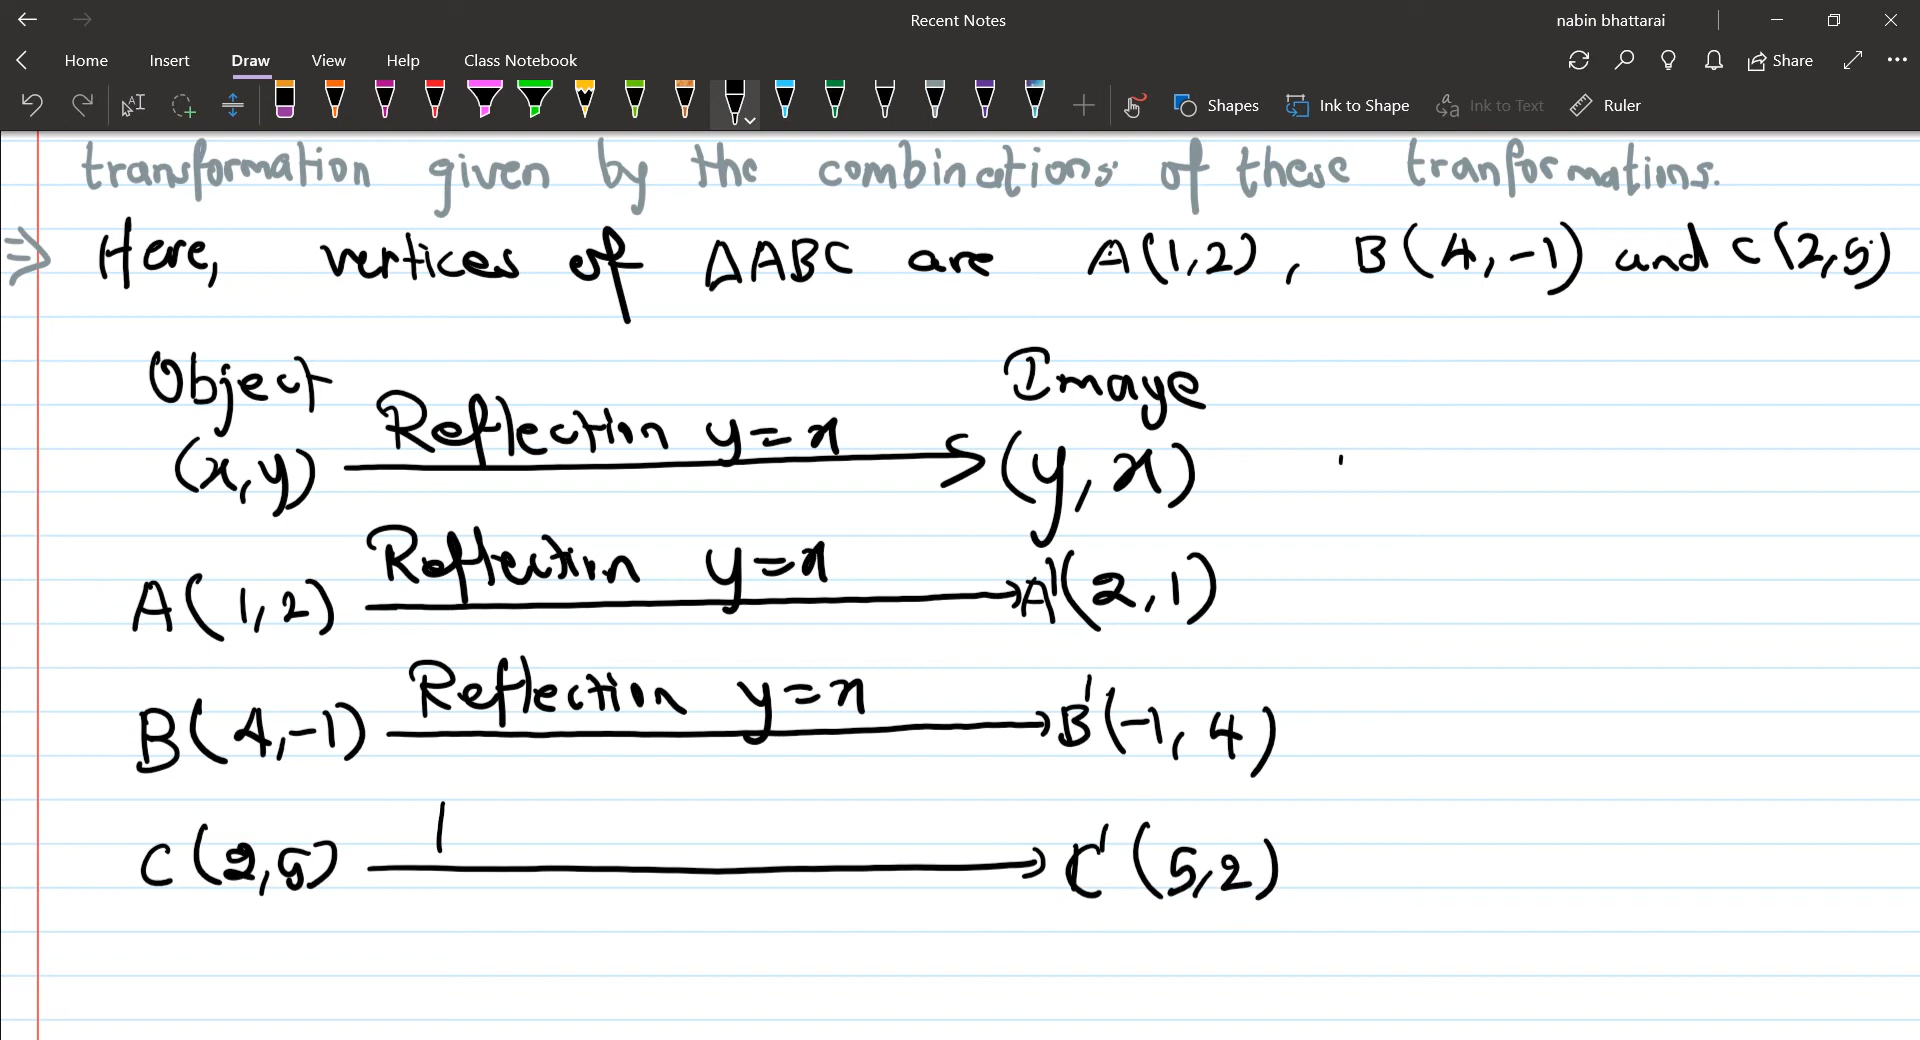 Recent Notes nabin bhattarai
Home Insert Draw View Help Class Notebook Share
Shapes Ink to Shape Ink to Text Ruler
transformation given by the combinations of these tranformations.
⇒ Here, vertices of ΔABC are A(1,2), B(4,-1) and C(2,5)
Object Image
(x,y) Reflection y=x (y,x)
A(1,2) Reflection y=x A'(2,1)
B(4,-1) Reflection y=x B'(-1,4)
C(2,5) C'(5,2)